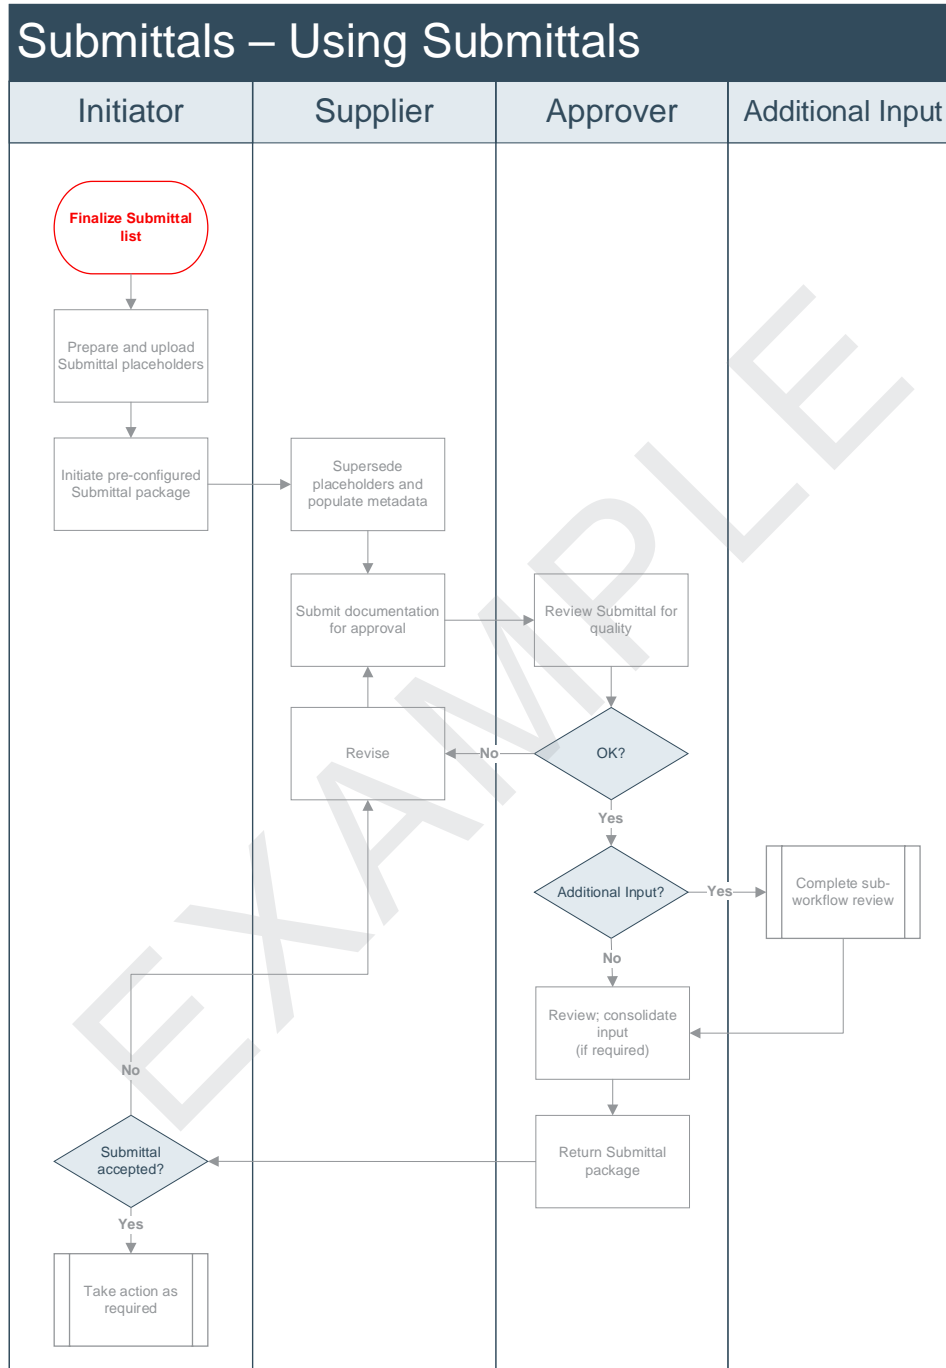 Submittals – Using Submittals
Initiator
Supplier
Approver
Additional Input
Finalize Submittal
list
Prepare and upload
Submittal placeholders
Initiate pre-configured
Submittal package
Supersede
placeholders and
populate metadata
Submit documentation
for approval
Review Submittal for
quality
Revise
No
OK?
Yes
Additional Input?
Yes
Complete sub-
workflow review
No
Review; consolidate
input
(if required)
Return Submittal
package
No
Submittal
accepted?
Yes
Take action as
required
EXAMPLE